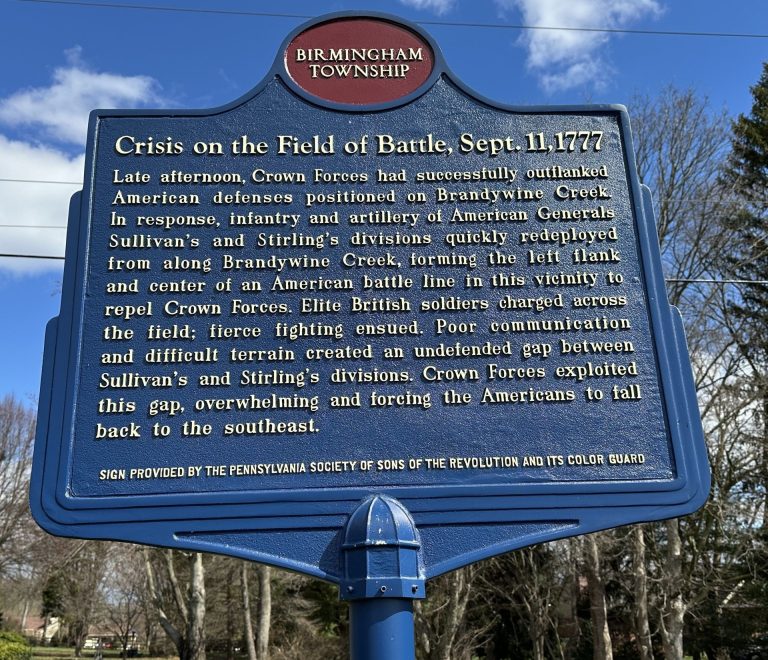 BIRMINGHAM
TOWNSHIP
Crisis on the Field of Battle, Sept. 11, 1777
Late afternoon, Crown Forces had successfully outflanked
American defenses positioned on Brandywine Creek.
In response, infantry and artillery of American Generals
Sullivan's and Stirling's divisions quickly redeployed
from along Brandywine Creek, forming the left flank
and center of an American battle line in this vicinity to
repel Crown Forces. Elite British soldiers charged across
the field; fierce fighting ensued. Poor communication
and difficult terrain created an undefended gap between
Sullivan's and Stirling's divisions. Crown Forces exploited
this gap, overwhelming and forcing the Americans to fall
back to the southeast.
SIGN PROVIDED BY THE PENNSYLVANIA SOCIETY OF SONS OF THE REVOLUTION AND ITS COLOR GUARD